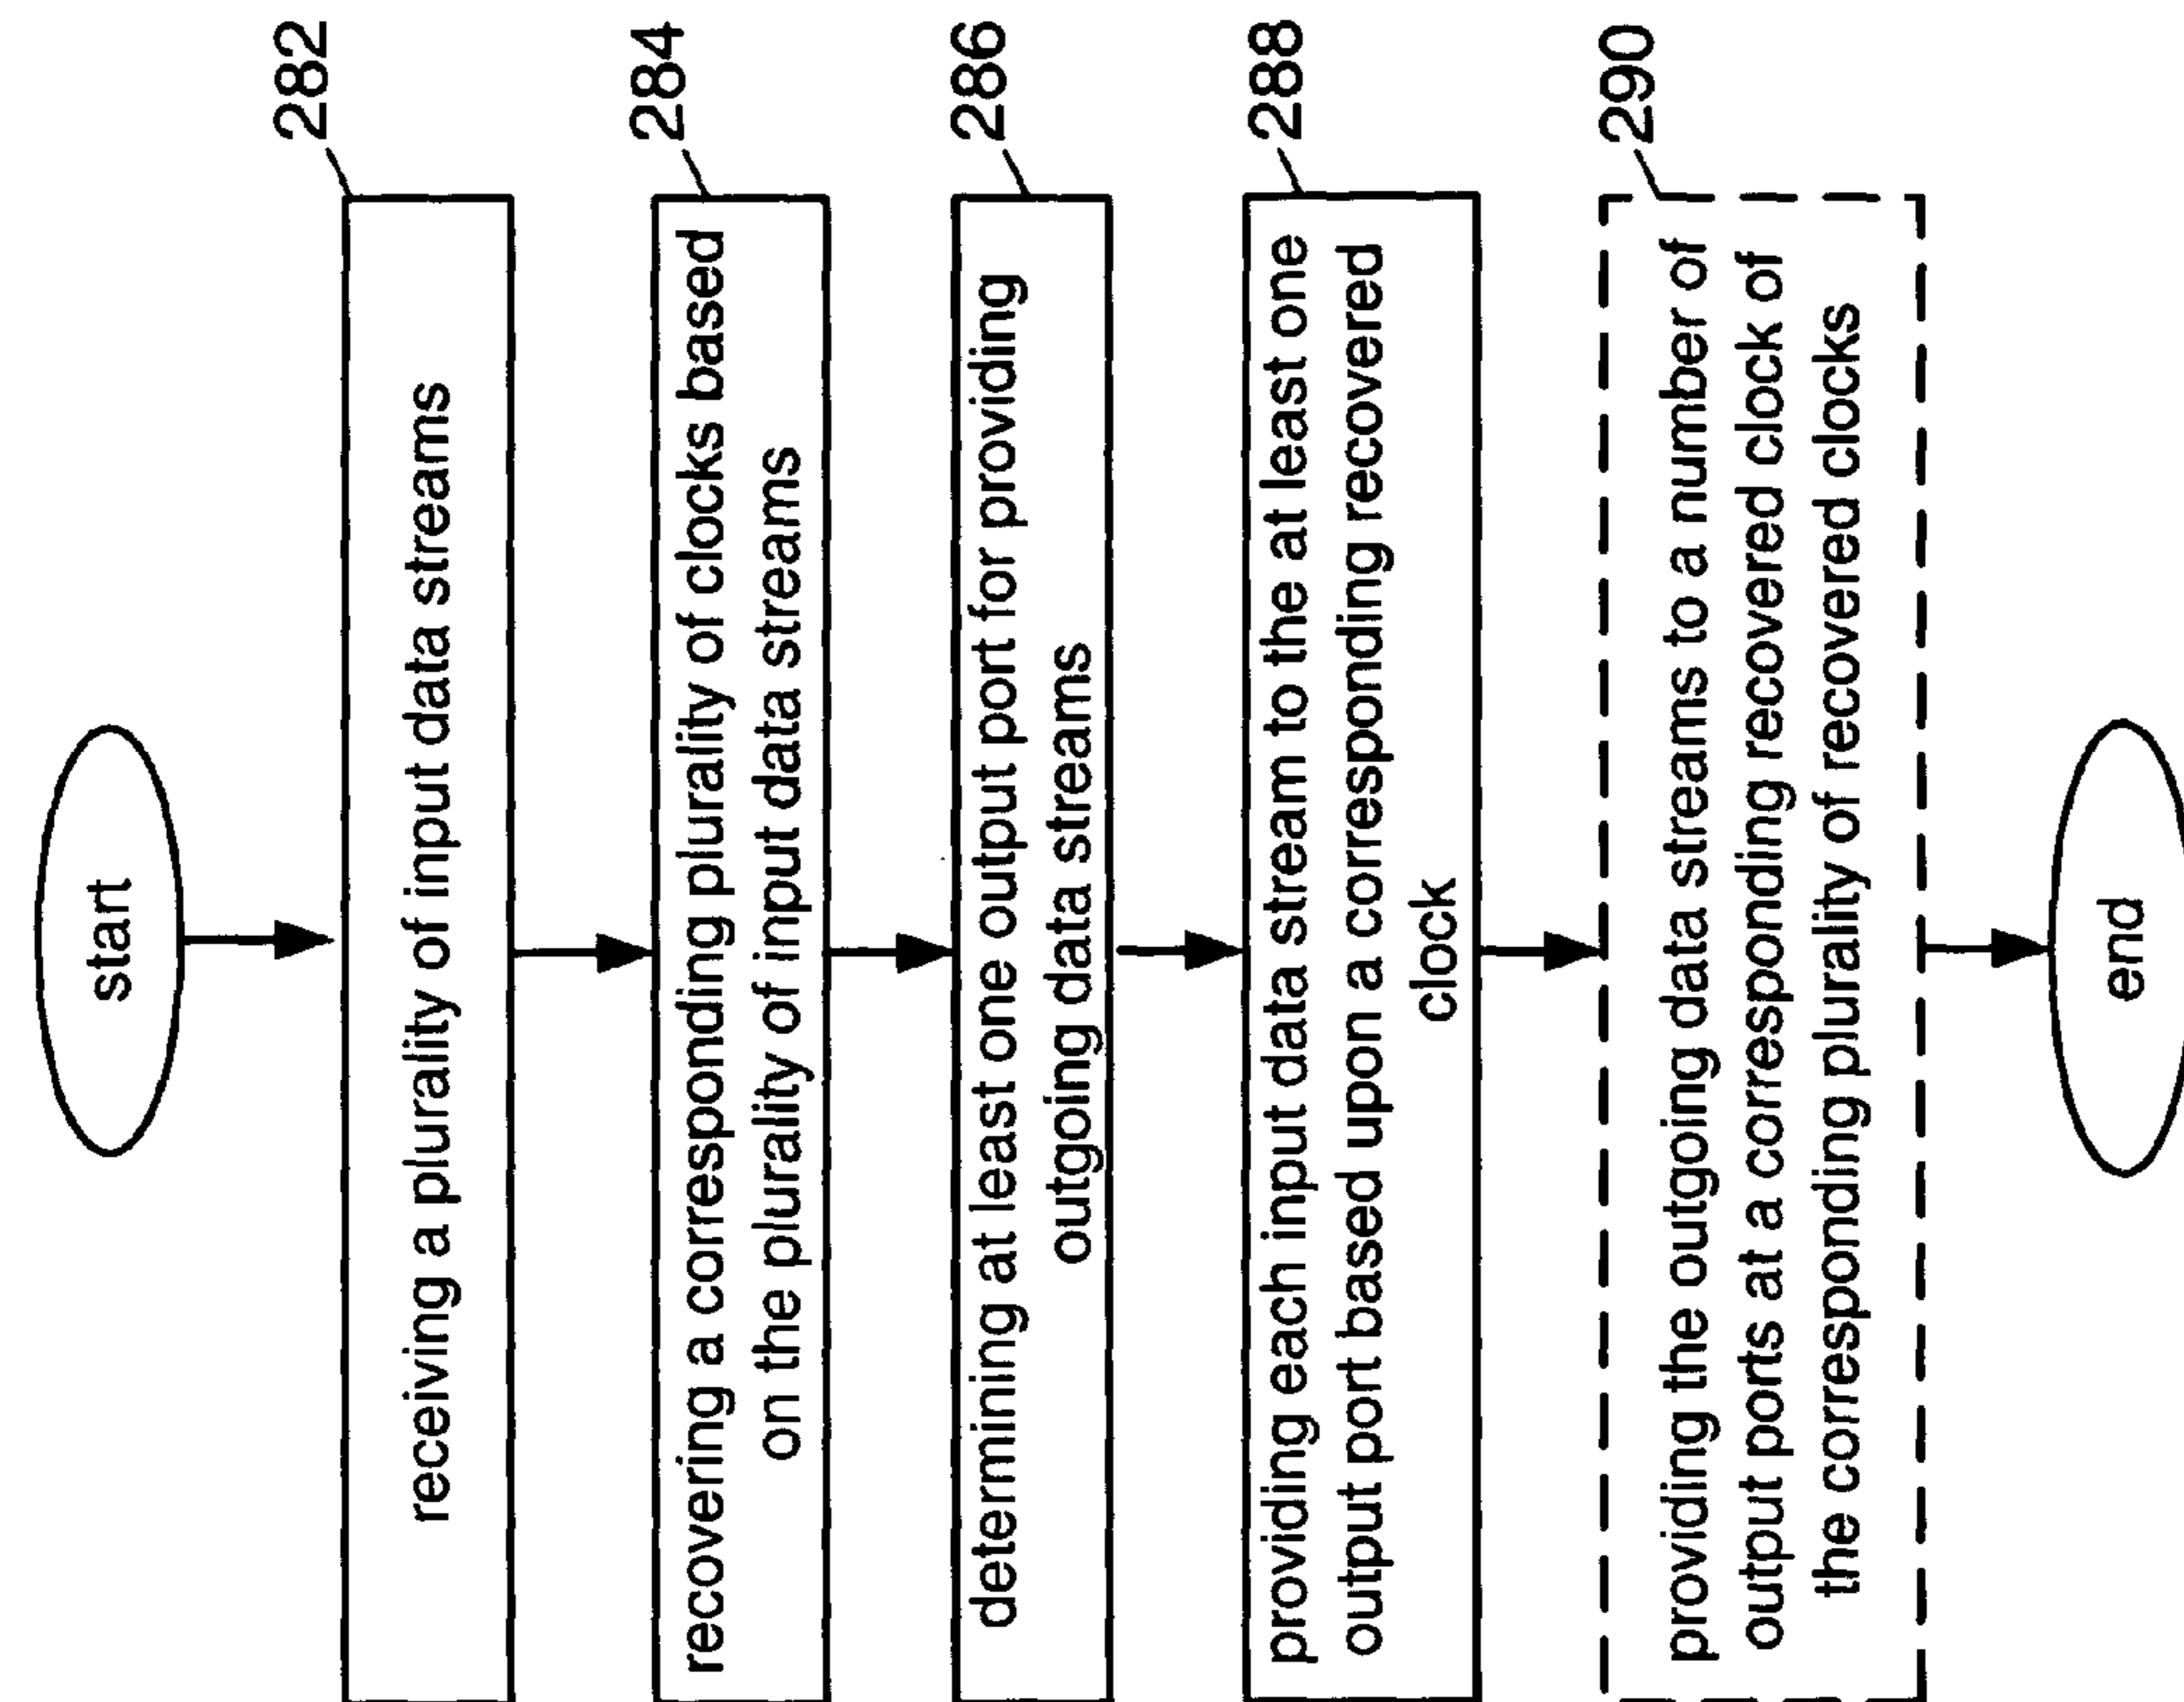 start
282
receiving a plurality of input data streams
284
recovering a corresponding plurality of clocks based
on the plurality of input data streams
286
determining at least one output port for providing
outgoing data streams
288
providing each input data stream to the at least one
output port based upon a corresponding recovered
clock
290
providing the outgoing data streams to a number of
output ports at a corresponding recovered clock of
the corresponding plurality of recovered clocks
end